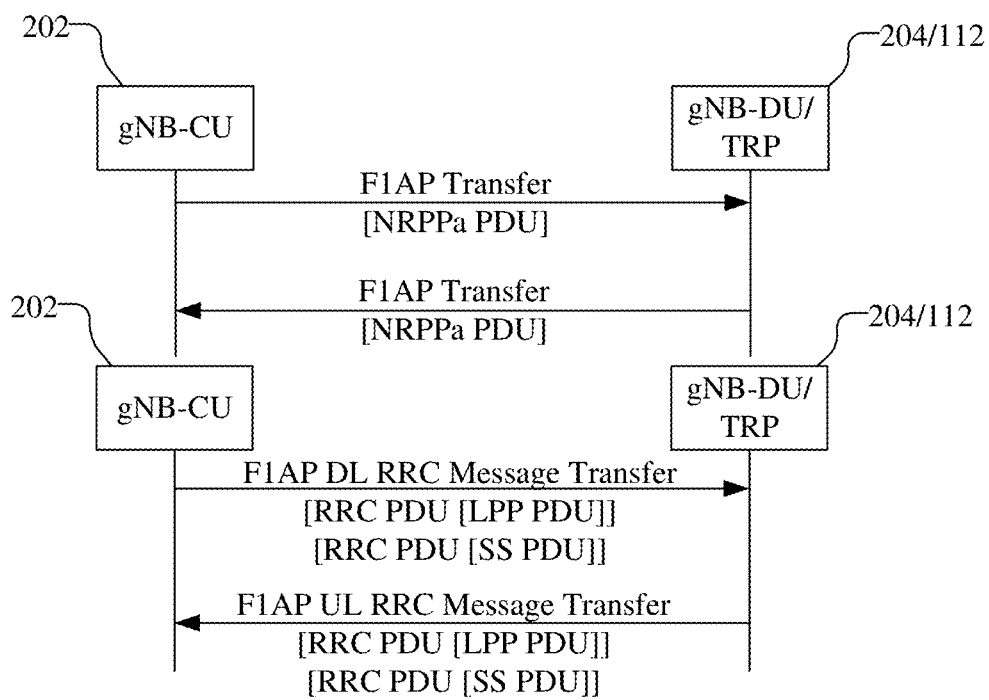 202
204/112
gNB-CU
gNB-DU/
TRP
F1AP Transfer
[NRPPa PDU]
F1AP Transfer
[NRPPa PDU]
202
204/112
gNB-CU
gNB-DU/
TRP
F1AP DL RRC Message Transfer
[RRC PDU [LPP PDU]]
[RRC PDU [SS PDU]]
F1AP UL RRC Message Transfer
[RRC PDU [LPP PDU]]
[RRC PDU [SS PDU]]